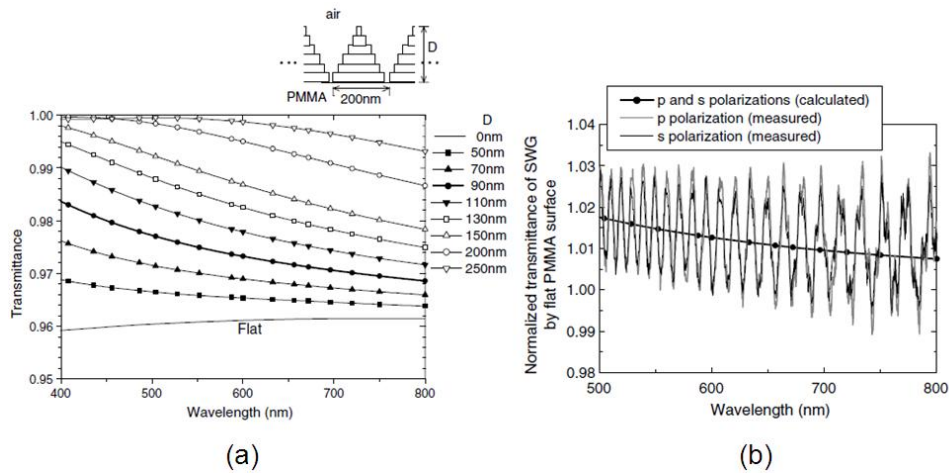 air
D
PMMA
200nm
1.00
0.99
0.98
0.97
0.96
0.95
Transmittance
Flat
400
500
600
700
800
Wavelength (nm)
D
0nm
50nm
70nm
90nm
110nm
130nm
150nm
200nm
250nm
(a)
p and s polarizations (calculated)
p polarization (measured)
s polarization (measured)
1.04
1.03
1.02
1.01
1.00
0.99
0.98
Normalized transmittance of SWG
by flat PMMA surface
500
600
700
800
Wavelength (nm)
(b)